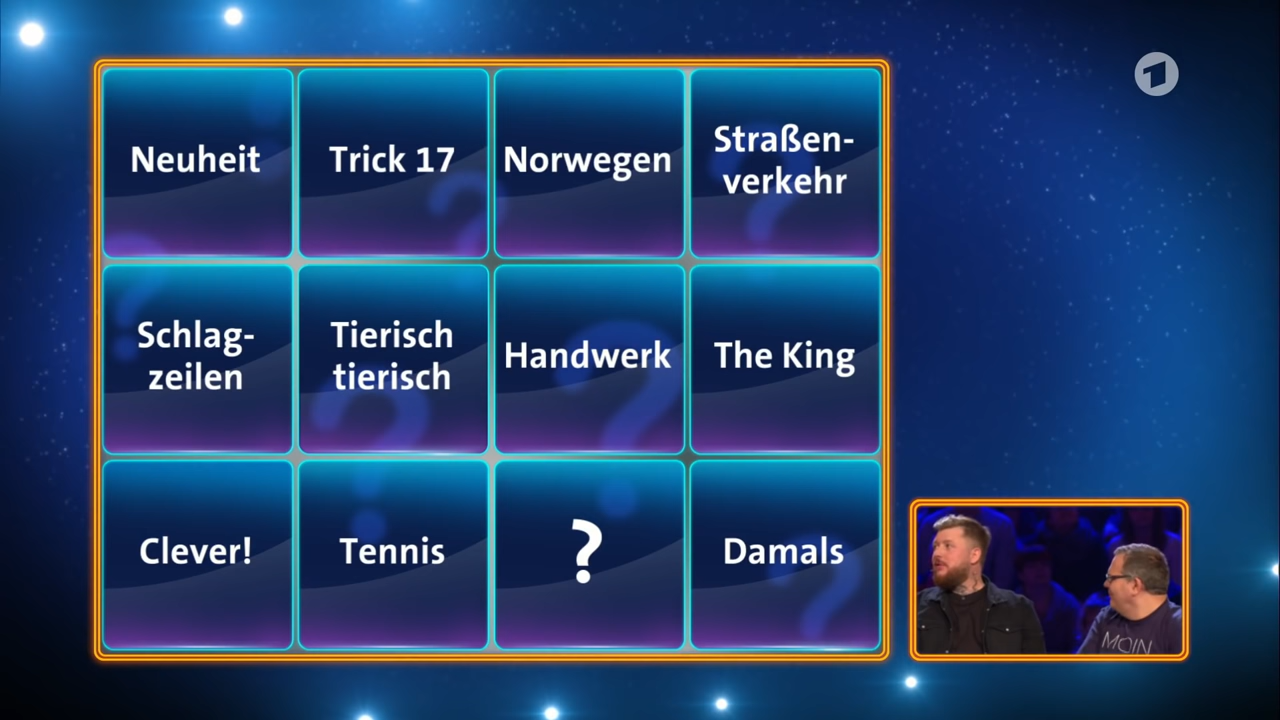 Neuheit
Trick 17
Norwegen
Straßen-
verkehr
Schlag-
zeilen
Tierisch
tierisch
Handwerk
The King
Clever!
Tennis
?
Damals
1
MOIN